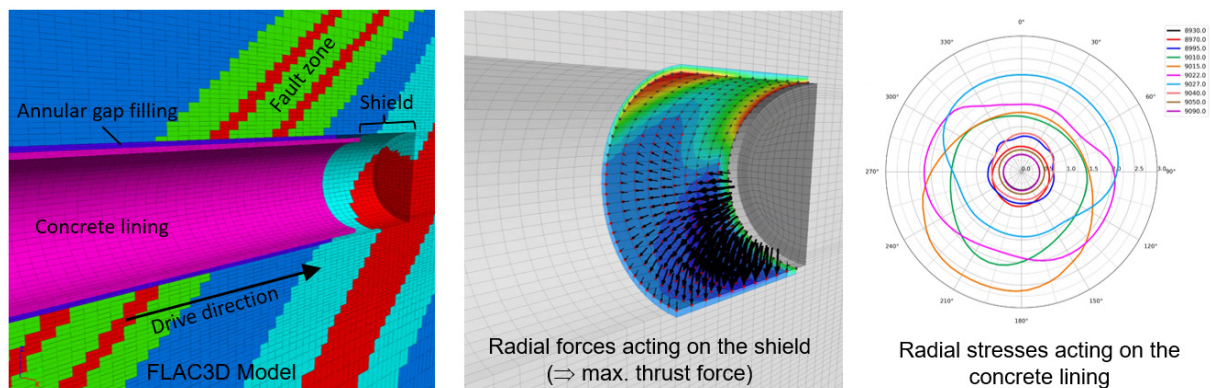 Annular gap filling
Fault zone
Shield
Concrete lining
Drive direction
FLAC3D Model
Radial forces acting on the shield
(⇒ max. thrust force)
0°
330°
30°
300°
60°
270°
0.0 0.5 1.0 1.5 2.0 2.5 3.0
90°
240°
120°
210°
150°
180°
8930.0
8970.0
8995.0
9010.0
9015.0
9022.0
9027.0
9040.0
9050.0
9090.0
Radial stresses acting on the
concrete lining